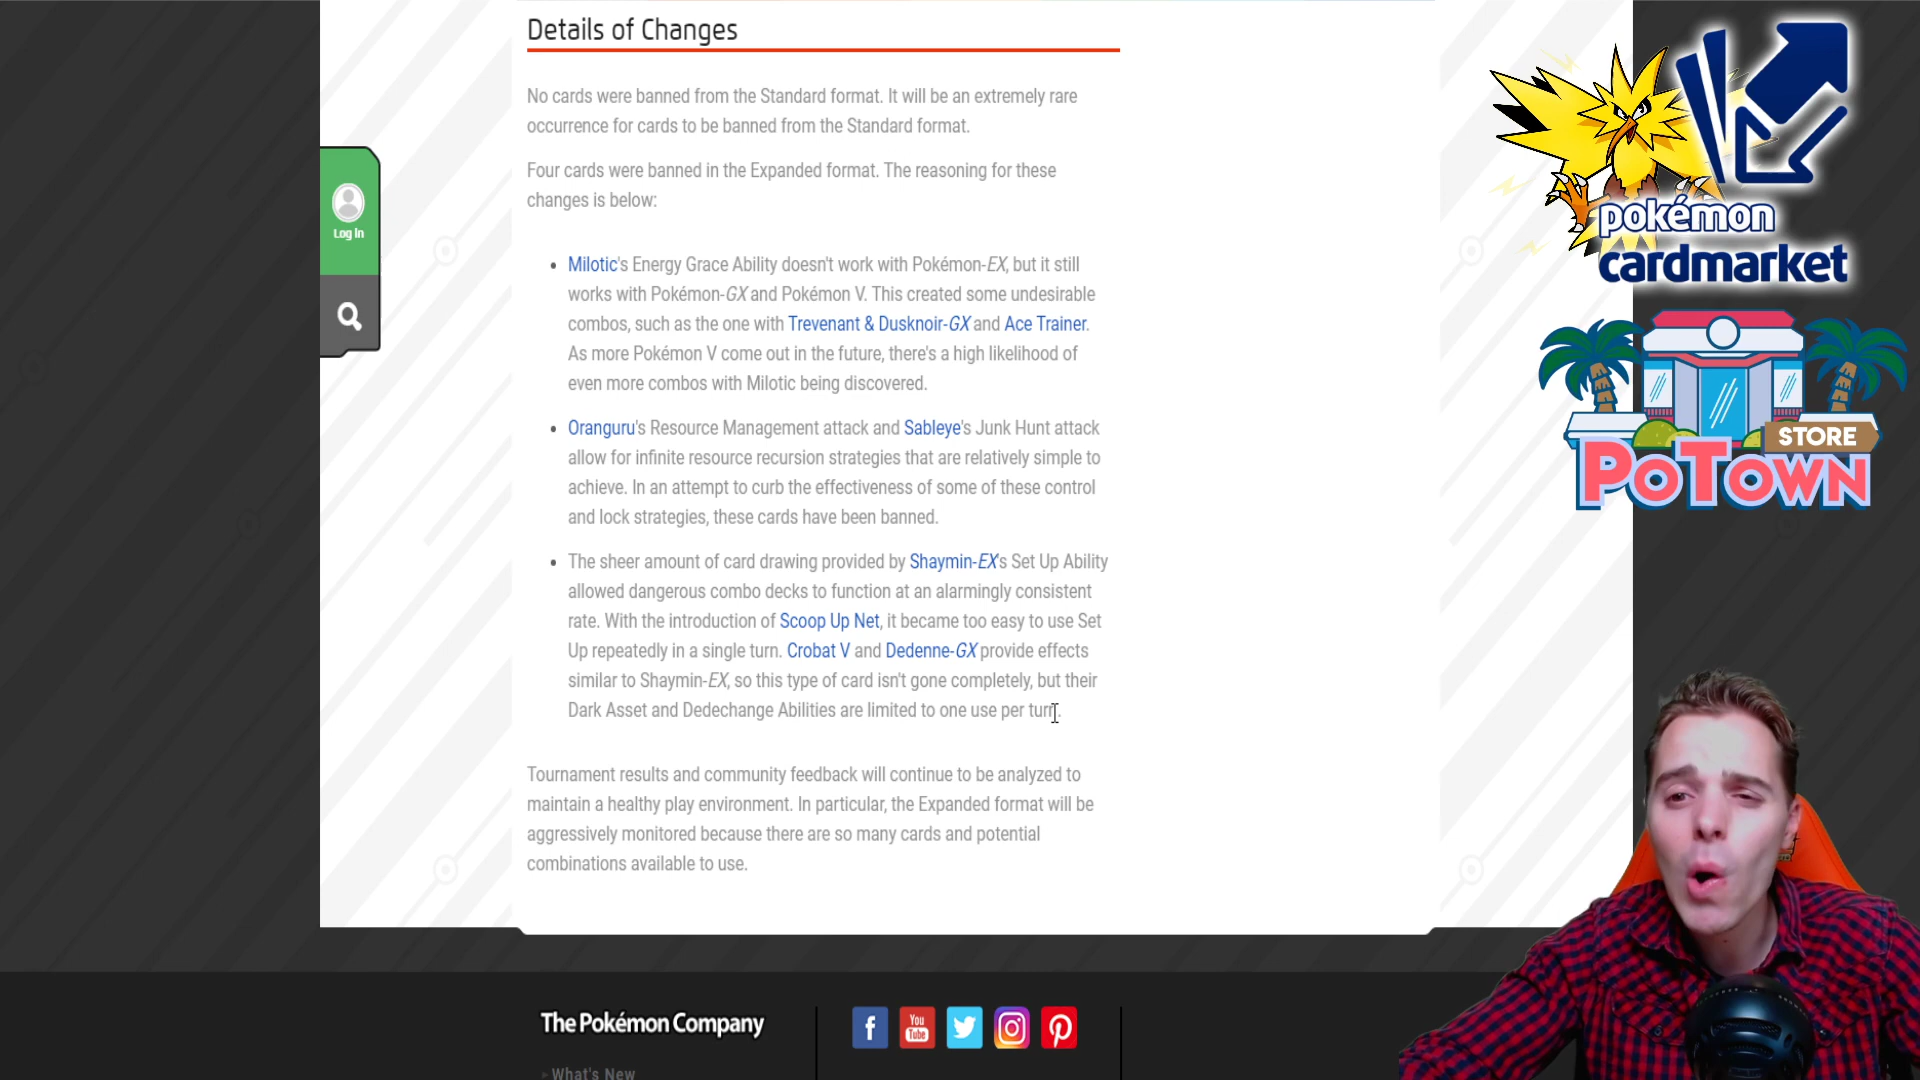 Details of Changes
No cards were banned from the Standard format. It will be an extremely rare
occurrence for cards to be banned from the Standard format.
Four cards were banned in the Expanded format. The reasoning for these
changes is below:
Log in
• Milotic's Energy Grace Ability doesn't work with Pokémon-EX, but it still
works with Pokémon-GX and Pokémon V. This created some undesirable
combos, such as the one with Trevenant & Dusknoir-GX and Ace Trainer.
As more Pokémon V come out in the future, there's a high likelihood of
even more combos with Milotic being discovered.
• Oranguru's Resource Management attack and Sableye's Junk Hunt attack
allow for infinite resource recursion strategies that are relatively simple to
achieve. In an attempt to curb the effectiveness of some of these control
and lock strategies, these cards have been banned.
• The sheer amount of card drawing provided by Shaymin-EX's Set Up Ability
allowed dangerous combo decks to function at an alarmingly consistent
rate. With the introduction of Scoop Up Net, it became too easy to use Set
Up repeatedly in a single turn. Crobat V and Dedenne-GX provide effects
similar to Shaymin-EX, so this type of card isn't gone completely, but their
Dark Asset and Dedechange Abilities are limited to one use per turn.
Tournament results and community feedback will continue to be analyzed to
maintain a healthy play environment. In particular, the Expanded format will be
aggressively monitored because there are so many cards and potential
combinations available to use.
pokémon
cardmarket
STORE
PoTown
The Pokémon Company
f
You
Tube
What's New